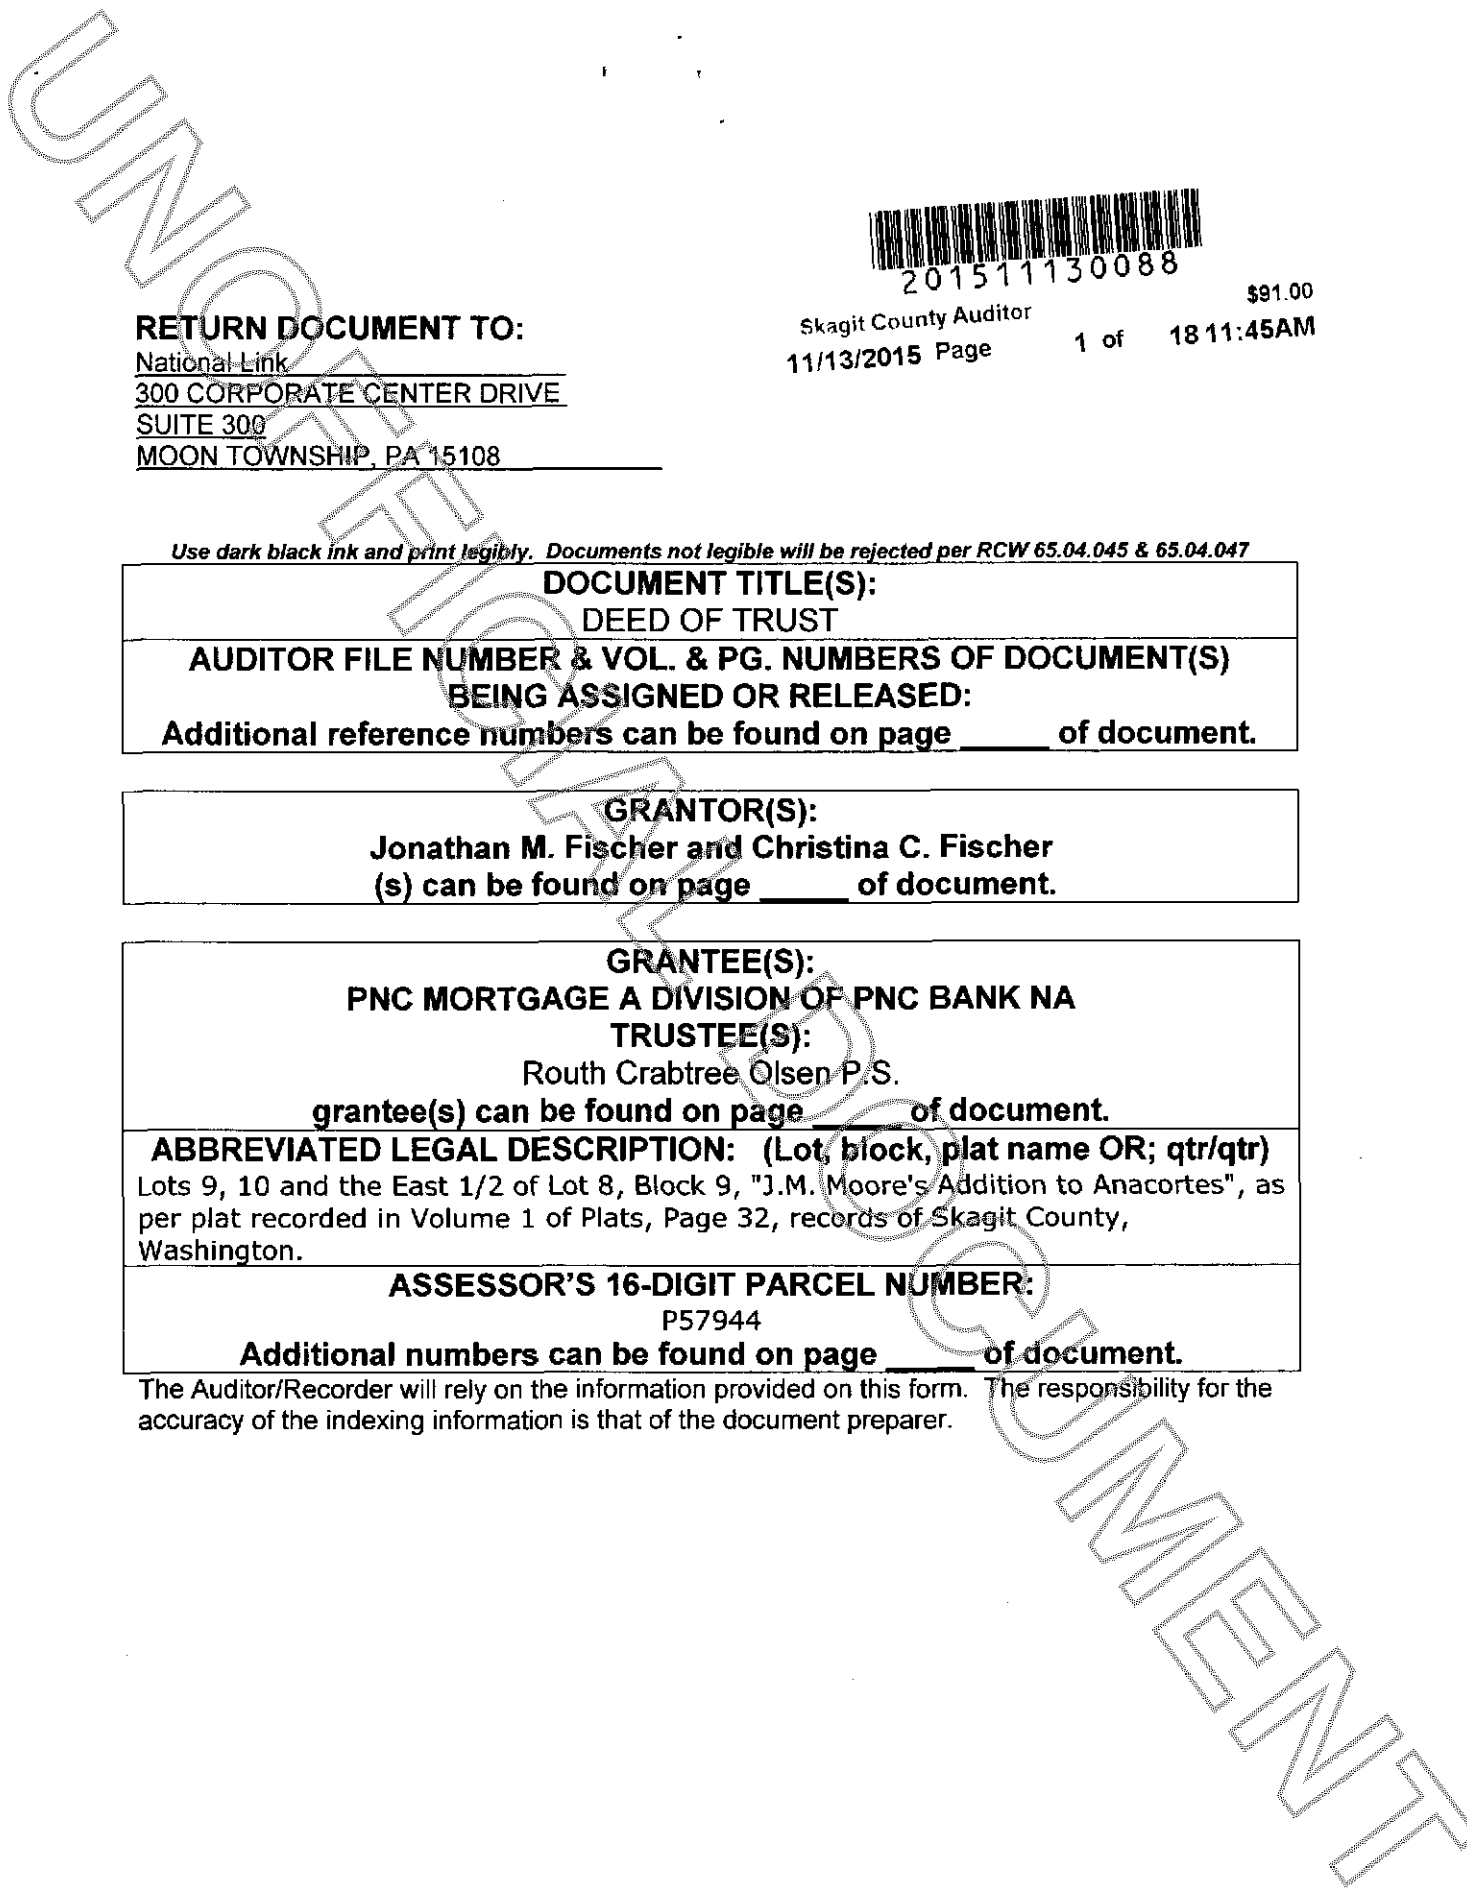 201511130088
Skagit County Auditor $91.00
11/13/2015 Page 1 of 18 11:45AM
RETURN DOCUMENT TO:
National Link
300 CORPORATE CENTER DRIVE
SUITE 300
MOON TOWNSHIP, PA 15108
Use dark black ink and print legibly. Documents not legible will be rejected per RCW 65.04.045 & 65.04.047
DOCUMENT TITLE(S):
DEED OF TRUST
AUDITOR FILE NUMBER & VOL. & PG. NUMBERS OF DOCUMENT(S)
BEING ASSIGNED OR RELEASED:
Additional reference numbers can be found on page ______ of document.
GRANTOR(S):
Jonathan M. Fischer and Christina C. Fischer
(s) can be found on page ______ of document.
GRANTEE(S):
PNC MORTGAGE A DIVISION OF PNC BANK NA
TRUSTEE(S):
Routh Crabtree Olsen P.S.
grantee(s) can be found on page ______ of document.
ABBREVIATED LEGAL DESCRIPTION: (Lot, block, plat name OR; qtr/qtr)
Lots 9, 10 and the East 1/2 of Lot 8, Block 9, "J.M. Moore's Addition to Anacortes", as
per plat recorded in Volume 1 of Plats, Page 32, records of Skagit County,
Washington.
ASSESSOR'S 16-DIGIT PARCEL NUMBER:
P57944
Additional numbers can be found on page ______ of document.
The Auditor/Recorder will rely on the information provided on this form. The responsibility for the
accuracy of the indexing information is that of the document preparer.
UNOFFICIAL DOCUMENT